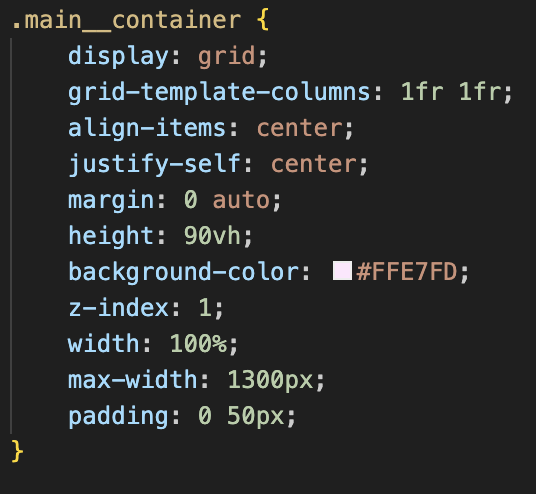 .main__container {
    display: grid;
    grid-template-columns: 1fr 1fr;
    align-items: center;
    justify-self: center;
    margin: 0 auto;
    height: 90vh;
    background-color: #FFE7FD;
    z-index: 1;
    width: 100%;
    max-width: 1300px;
    padding: 0 50px;
}